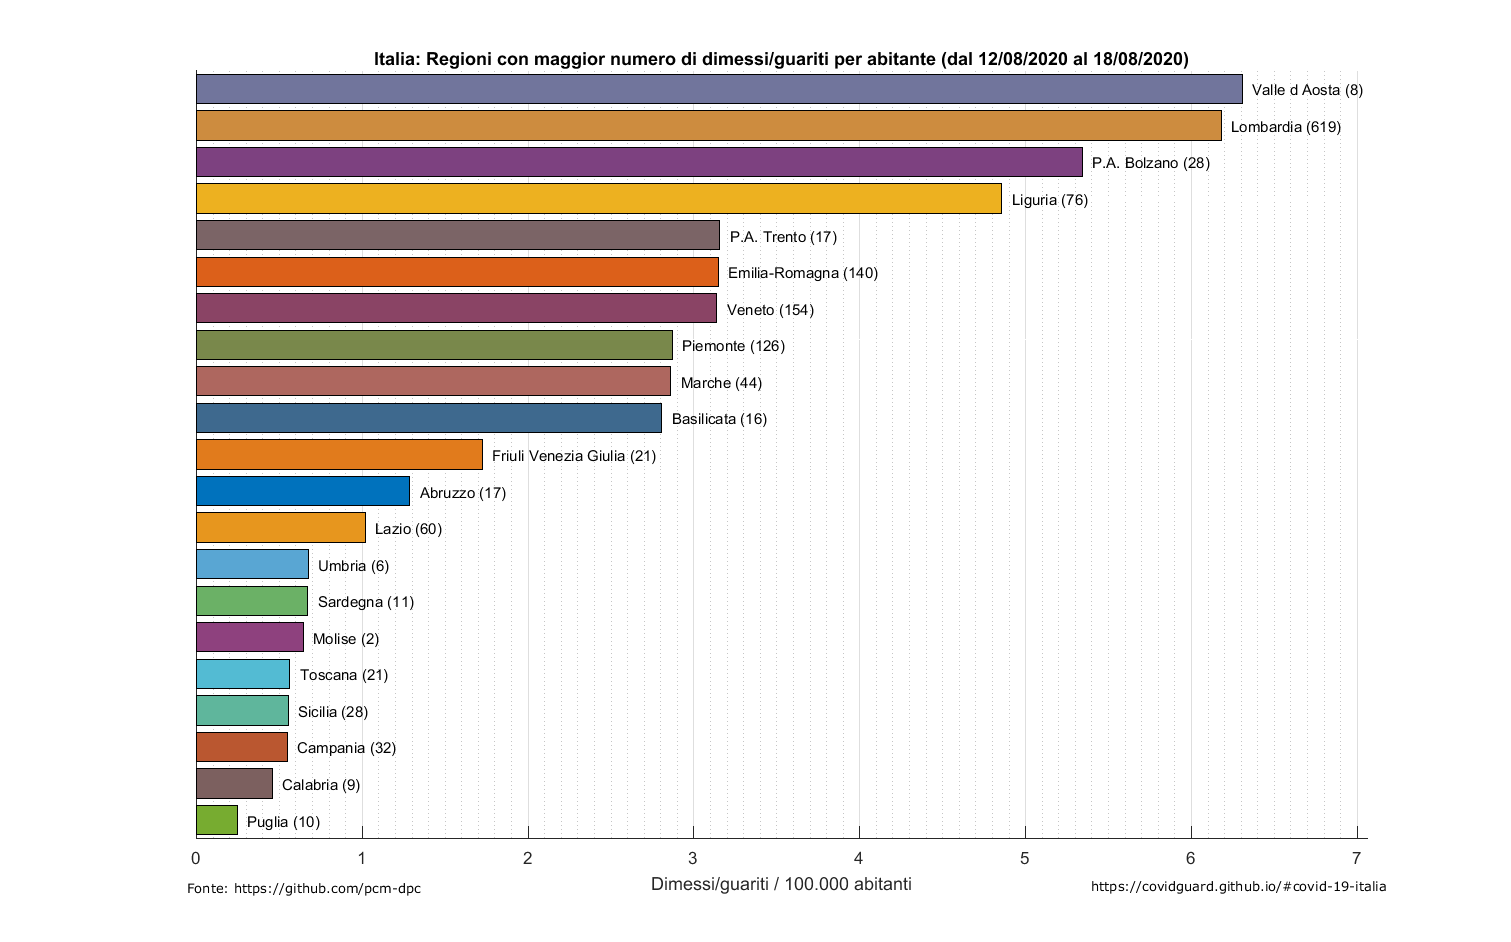 Italia: Regioni con maggior numero di dimessi/guariti per abitante (dal 12/08/2020 al 18/08/2020)
Valle d Aosta (8)
Lombardia (619)
P.A. Bolzano (28)
Liguria (76)
P.A. Trento (17)
Emilia-Romagna (140)
Veneto (154)
Piemonte (126)
Marche (44)
Basilicata (16)
Friuli Venezia Giulia (21)
Abruzzo (17)
Lazio (60)
Umbria (6)
Sardegna (11)
Molise (2)
Toscana (21)
Sicilia (28)
Campania (32)
Calabria (9)
Puglia (10)
0 1 2 3 4 5 6 7
Dimessi/guariti / 100.000 abitanti
Fonte: https://github.com/pcm-dpc
https://covidguard.github.io/#covid-19-italia